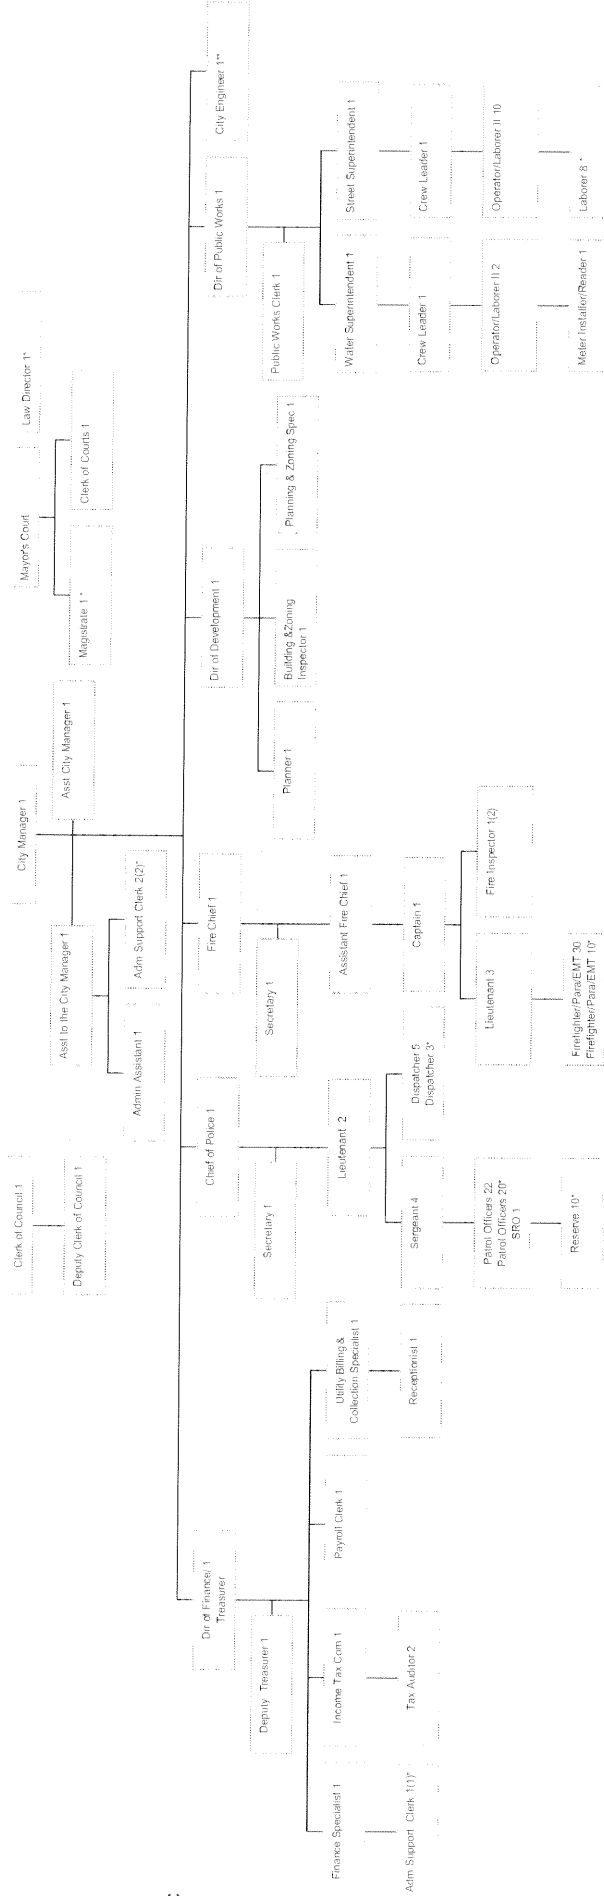 Clerk of Council 1
City Manager 1
Mayor's Court
Law Director 1*
Deputy Clerk of Council 1
Asst to the City Manager 1
Asst City Manager 1
Magistrate 1*
Clerk of Courts 1
Admin Assistant 1
Adm Support Clerk 2(2)*
Dir of Finance/ 1
Treasurer
Chief of Police 1
Fire Chief 1
Dir of Development 1
Dir of Public Works 1
City Engineer 1**
Deputy Treasurer 1
Secretary 1
Secretary 1
Public Works Clerk 1
Planner 1
Building &Zoning
Inspector 1
Planning & Zoning Spec 1
Finance Specialist 1
Income Tax Com 1
Payroll Clerk 1
Utility Billing &
Collection Specialist 1
Lieutenant 2
Assistant Fire Chief 1
Water Superintendent 1
Street Superintendent 1
Adm Support Clerk 1(1)*
Tax Auditor 2
Receptionist 1
Sergeant 4
Dispatcher 5
Dispatcher 3*
Captain 1
Crew Leader 1
Crew Leader 1
Patrol Officers 22
Patrol Officers 20*
SRO 1
Lieutenant 3
Fire Inspector 1(2)
Operator/Laborer II 2
Operator/Laborer II 10
Reserve 10*
Firefighter/Para/EMT 30
Firefighter/Para/EMT 10*
Meter Installer/Reader 1
Laborer 8 *